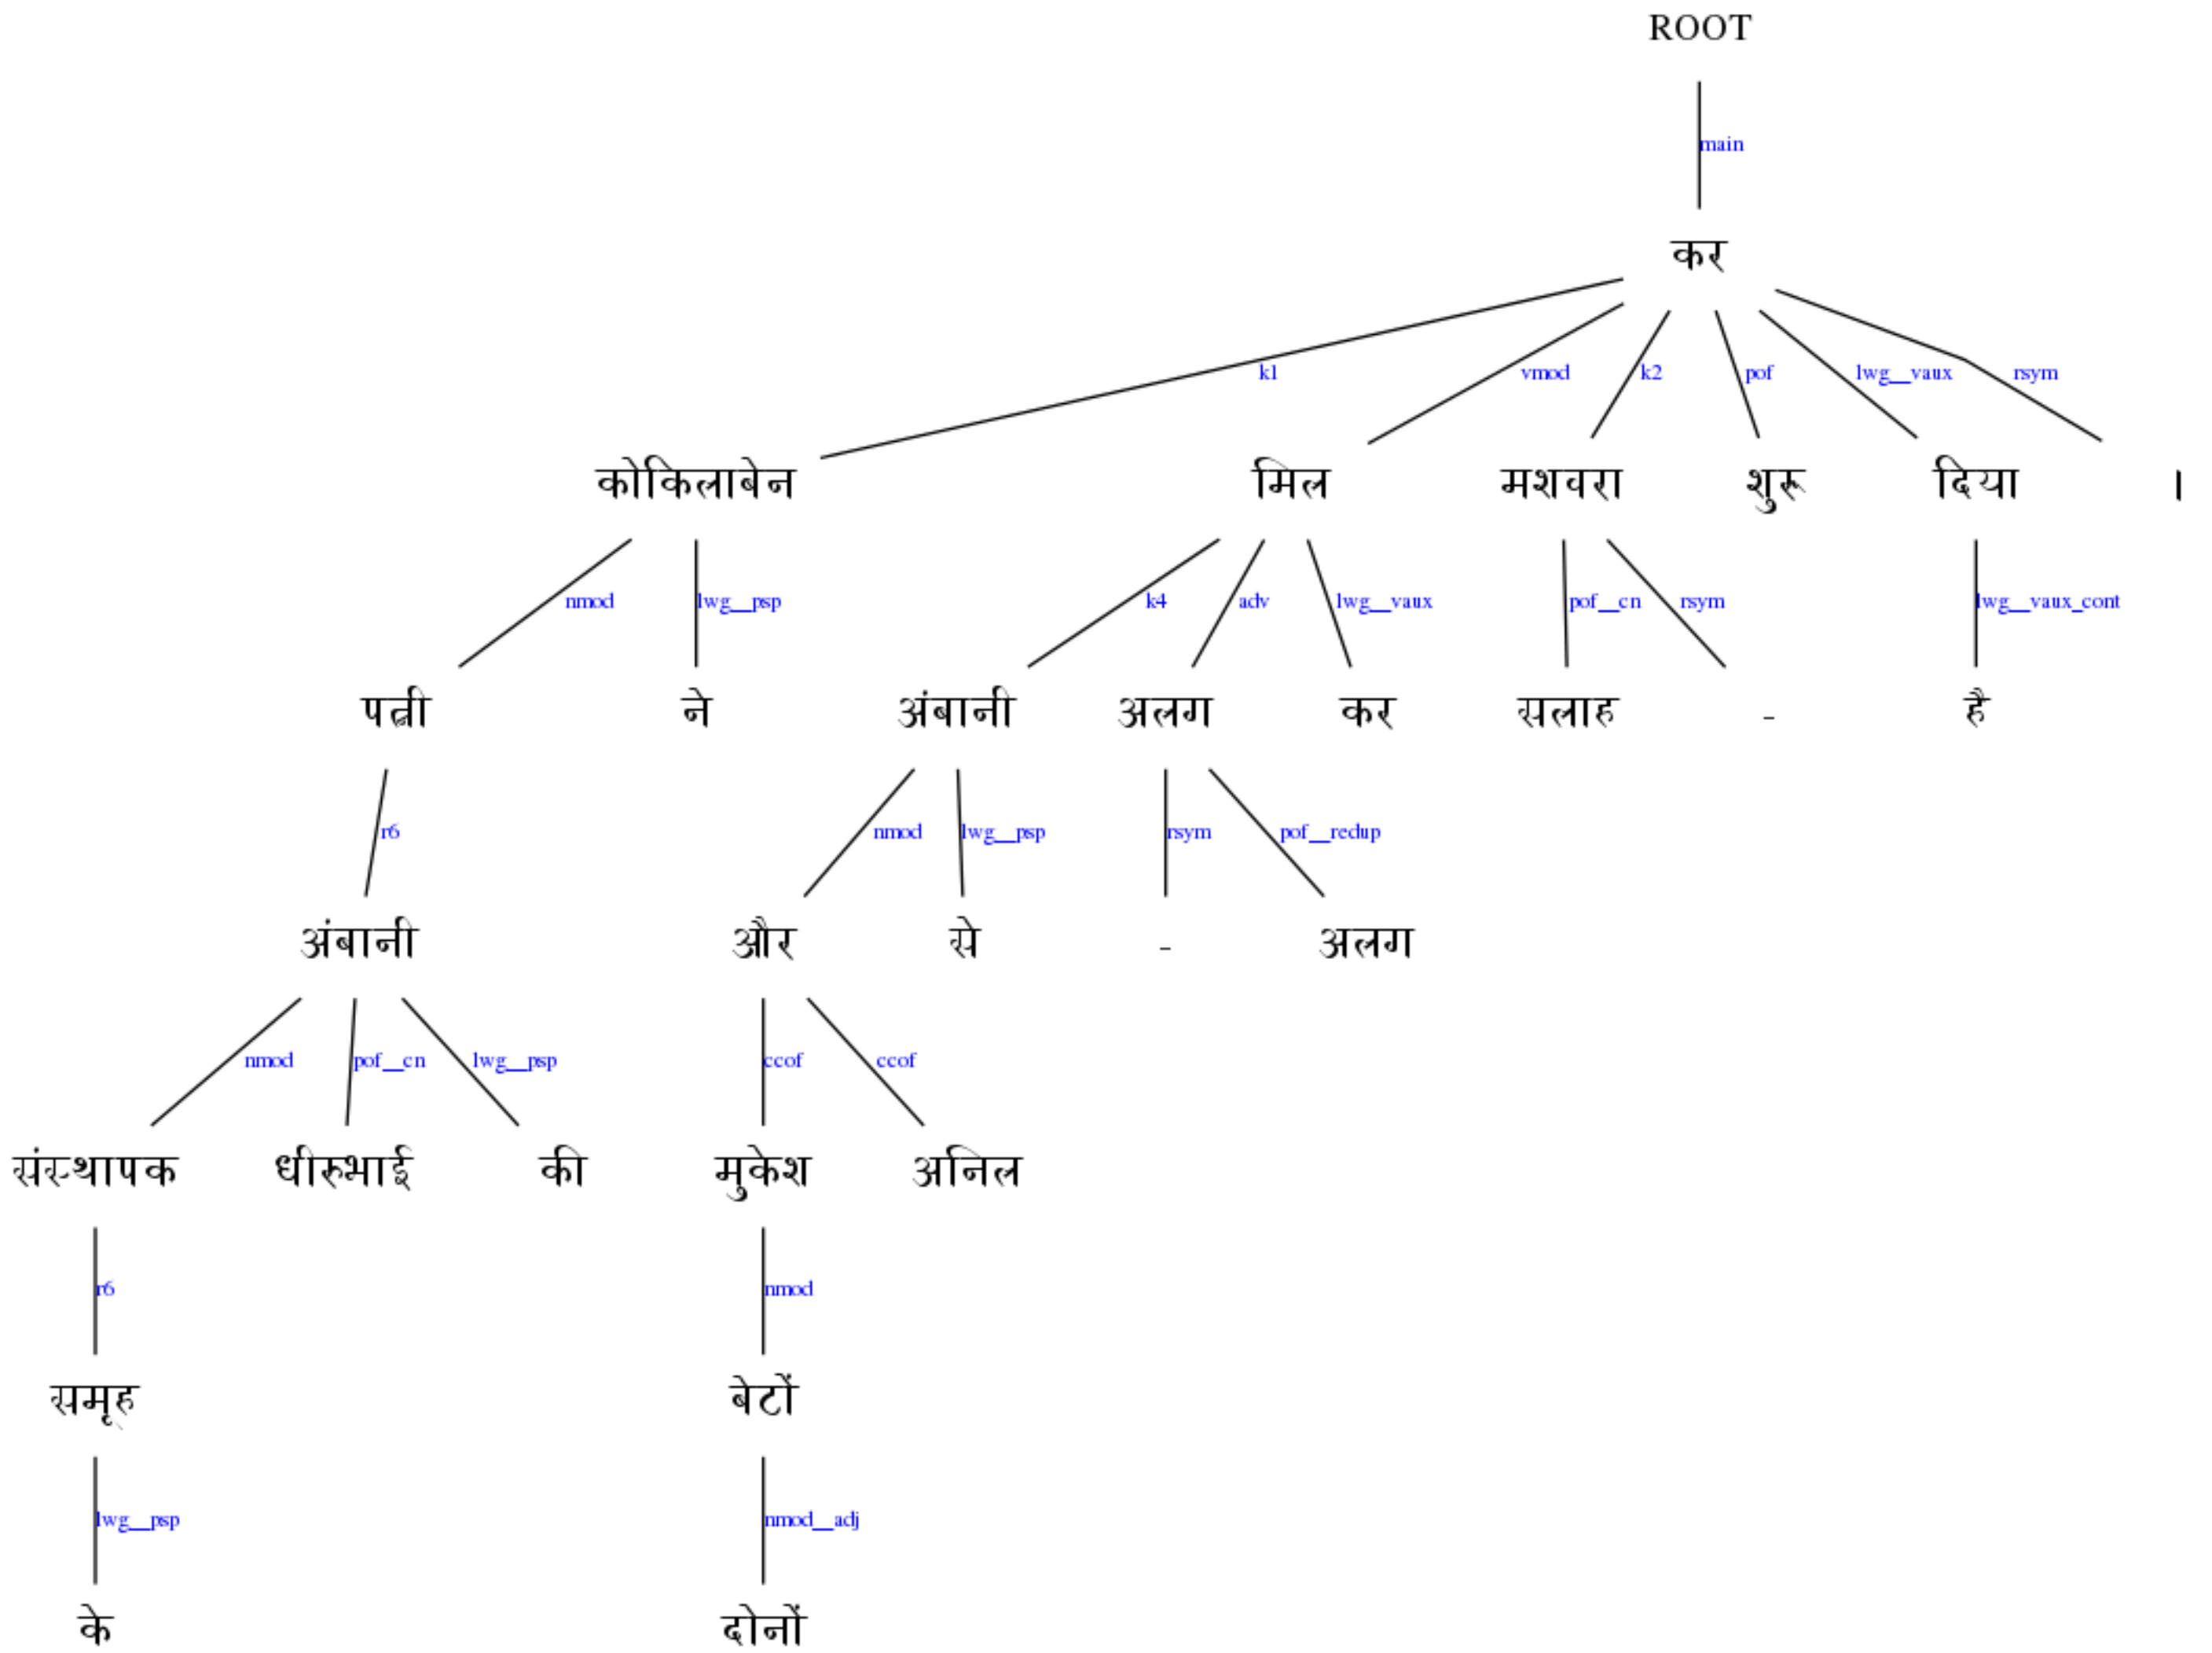 ROOT
main
कर
k1 vmod k2 pof lwg__vaux rsym
कोकिलाबेन मिल मशवरा शुरू दिया ।
nmod lwg__psp k4 adv lwg__vaux pof__cn rsym lwg__vaux_cont
पत्नी ने अंबानी अलग कर सलाह - है
r6 nmod lwg__psp rsym pof__redup
अंबानी और से - अलग
nmod pof__cn lwg__psp ccof ccof
संस्थापक धीरुभाई की मुकेश अनिल
r6 nmod
समूह बेटों
lwg__psp nmod__adj
के दोनों